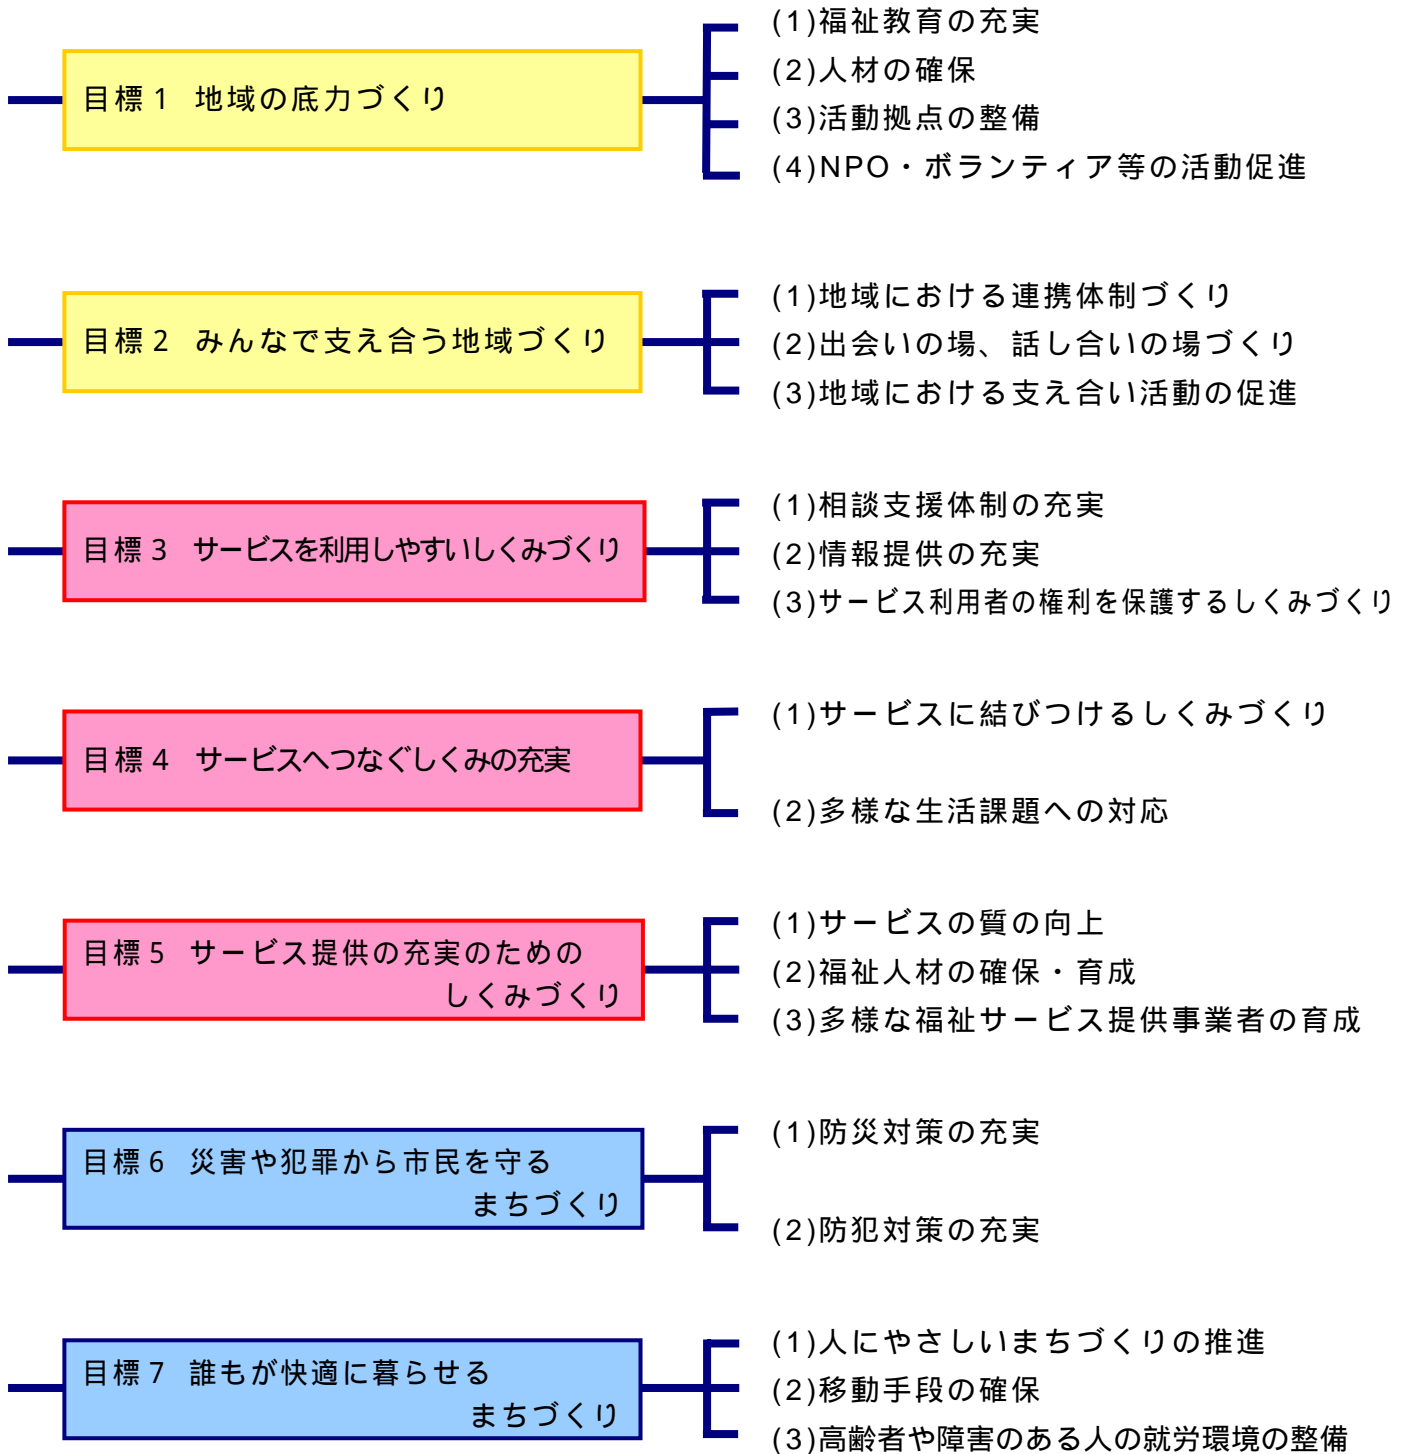 目標1 地域の底力づくり
(1)福祉教育の充実
(2)人材の確保
(3)活動拠点の整備
(4)NPO・ボランティア等の活動促進
目標2 みんなで支え合う地域づくり
(1)地域における連携体制づくり
(2)出会いの場、話し合いの場づくり
(3)地域における支え合い活動の促進
目標3 サービスを利用しやすいしくみづくり
(1)相談支援体制の充実
(2)情報提供の充実
(3)サービス利用者の権利を保護するしくみづくり
目標4 サービスへつなぐしくみの充実
(1)サービスに結びつけるしくみづくり
(2)多様な生活課題への対応
目標5 サービス提供の充実のための
しくみづくり
(1)サービスの質の向上
(2)福祉人材の確保・育成
(3)多様な福祉サービス提供事業者の育成
目標6 災害や犯罪から市民を守る
まちづくり
(1)防災対策の充実
(2)防犯対策の充実
目標7 誰もが快適に暮らせる
まちづくり
(1)人にやさしいまちづくりの推進
(2)移動手段の確保
(3)高齢者や障害のある人の就労環境の整備